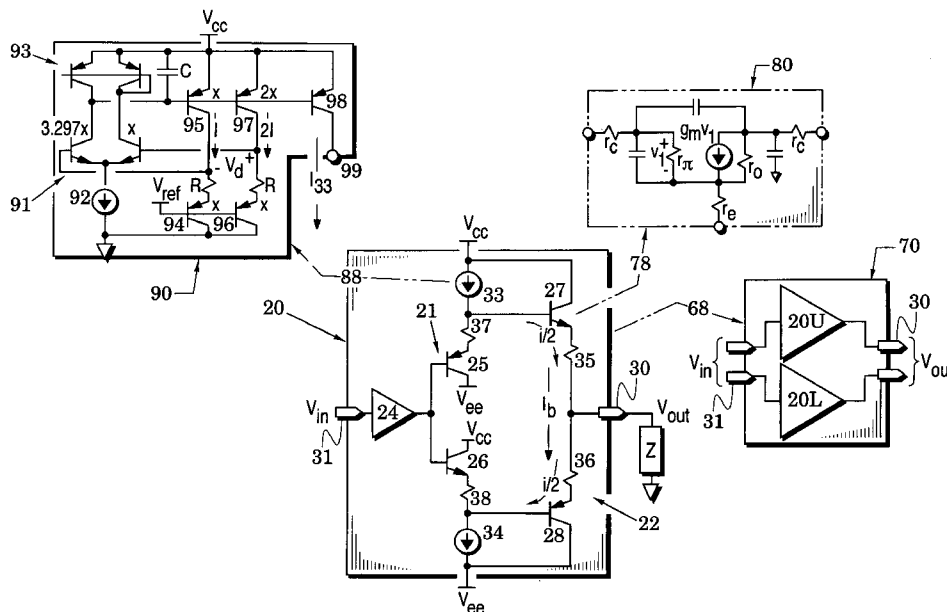 Vcc
93
C
x
2x
95
97
98
3.297x
x
I
2I
99
- Vd +
91
92
R
R
Vref
x
x
94
96
I33
90
88
80
rc
gmv1
v1
+
-
rπ
ro
rc
re
78
Vcc
20
33
27
21
37
i/2
25
35
Vee
Vin
24
31
Vcc
26
Ib
30
Vout
36
38
i/2
Z
34
28
22
Vee
68
70
20U
30
Vin
Vou
20L
31